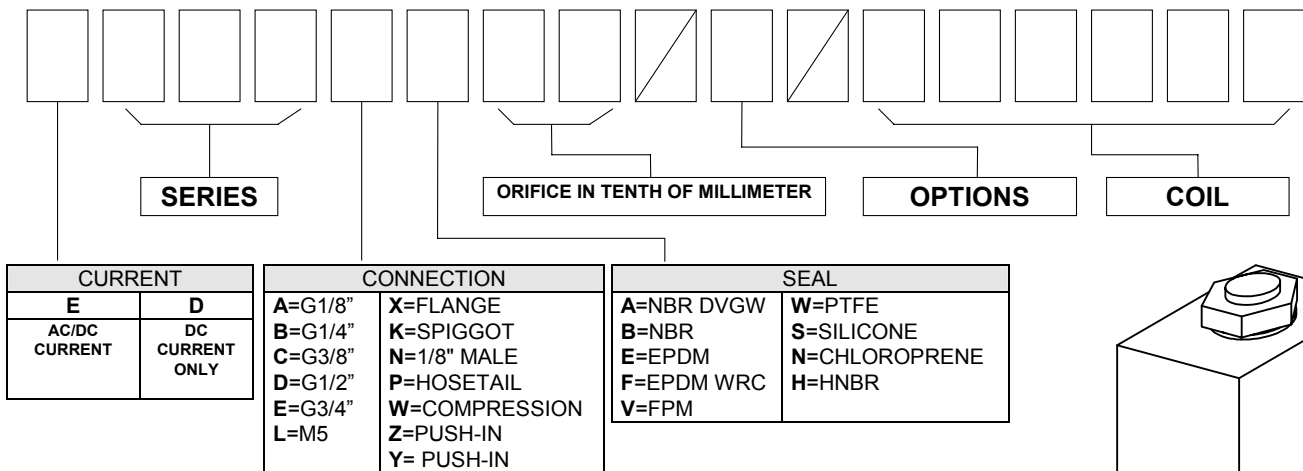 SERIES
ORIFICE IN TENTH OF MILLIMETER
OPTIONS
COIL
CURRENT
E
D
AC/DC
CURRENT
DC
CURRENT
ONLY
CONNECTION
A=G1/8”
B=G1/4”
C=G3/8”
D=G1/2”
E=G3/4”
L=M5
X=FLANGE
K=SPIGGOT
N=1/8" MALE
P=HOSETAIL
W=COMPRESSION
Z=PUSH-IN
Y= PUSH-IN
SEAL
A=NBR DVGW
B=NBR
E=EPDM
F=EPDM WRC
V=FPM
W=PTFE
S=SILICONE
N=CHLOROPRENE
H=HNBR